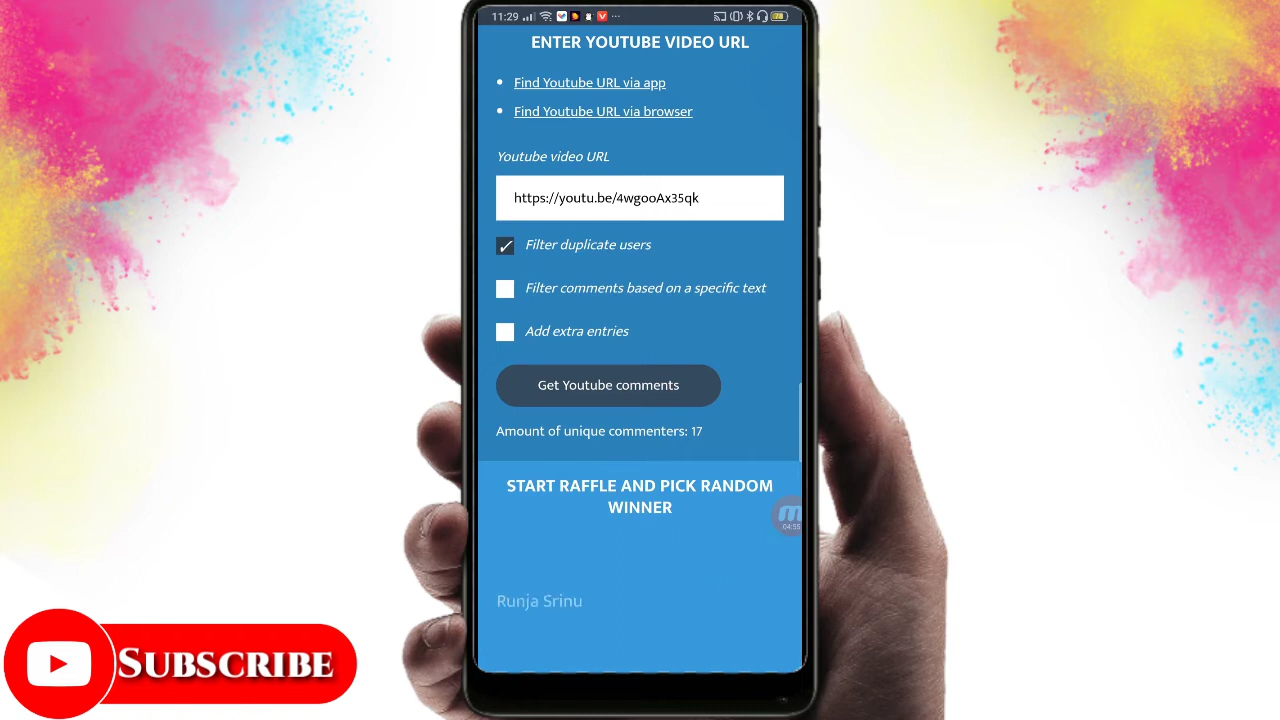 11:29
ENTER YOUTUBE VIDEO URL
Find Youtube URL via app
Find Youtube URL via browser
Youtube video URL
https://youtu.be/4wgooAx35qk
Filter duplicate users
Filter comments based on a specific text
Add extra entries
Get Youtube comments
Amount of unique commenters: 17
START RAFFLE AND PICK RANDOM
WINNER
04:55
Runja Srinu
SUBSCRIBE